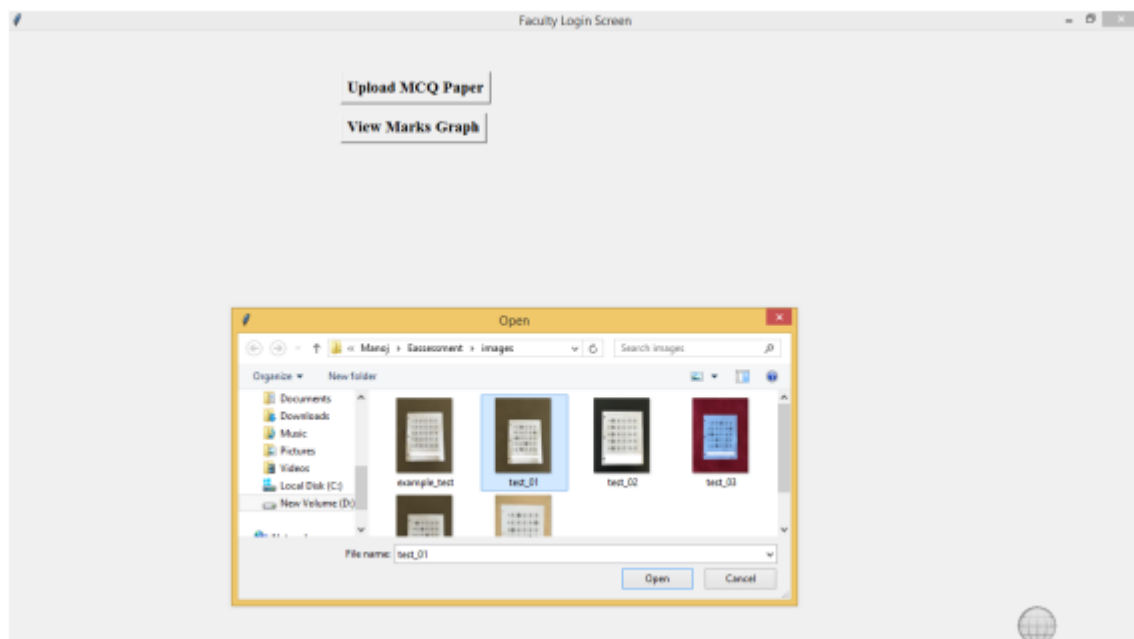 Faculty Login Screen
Upload MCQ Paper
View Marks Graph
Open
« Manoj › Eassessment › images
Search images
Organize
New folder
Documents
Downloads
Music
Pictures
Videos
Local Disk (C:)
New Volume (D:)
example_test
test_01
test_02
test_03
File name: test_01
Open
Cancel